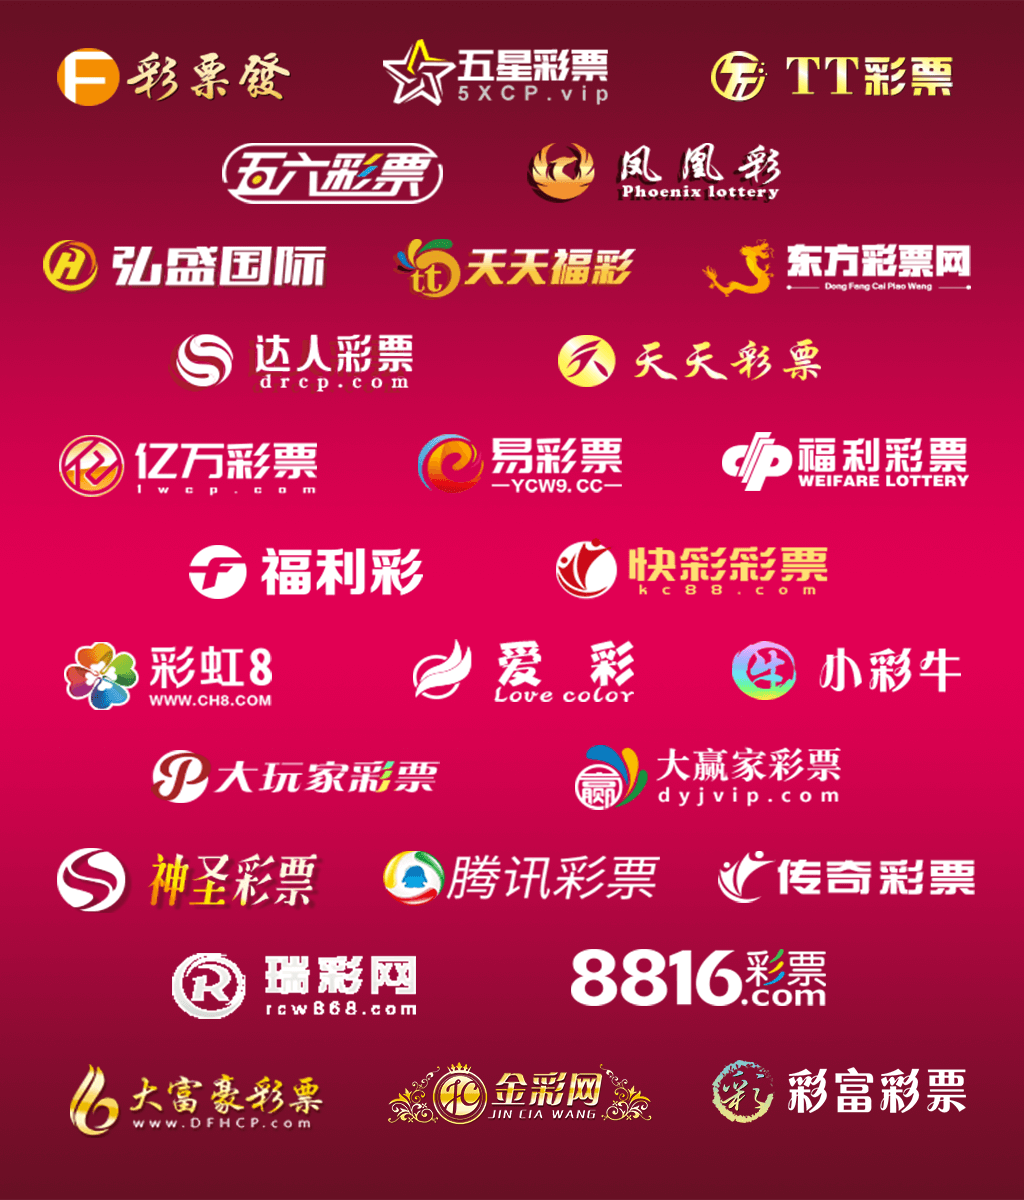 F 彩票發
五星彩票
5XCP.vip
TT彩票
五六彩票
凤凰彩
Phoenix lottery
弘盛国际
tt 天天福彩
东方彩票网
Dong Fang Cai Piao Wang
达人彩票
drcp.com
天 天天彩票
亿 亿万彩票
1wcp.com
e 易彩票
YCW9.CC
福利彩票
WEIFARE LOTTERY
福利彩
快彩彩票
kc88.com
彩虹8
WWW.CH8.COM
爱彩
Love color
牛 小彩牛
大玩家彩票
赢 大赢家彩票
dyjvip.com
神圣彩票
腾讯彩票
传奇彩票
R 瑞彩网
rcw868.com
8816彩票
.com
大富豪彩票
www.DFHCP.com
金彩网
JIN CIA WANG
彩 彩富彩票